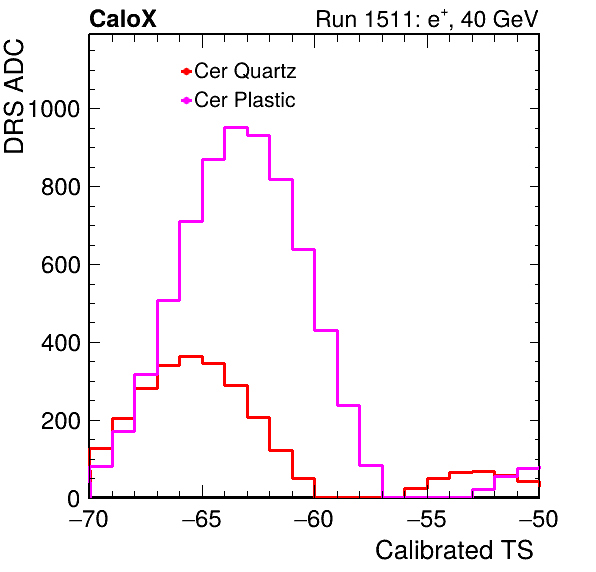 CaloX Run 1511: e⁺, 40 GeV
DRS ADC
Cer Quartz
Cer Plastic
1000
800
600
400
200
0
−70 −65 −60 −55 −50
Calibrated TS